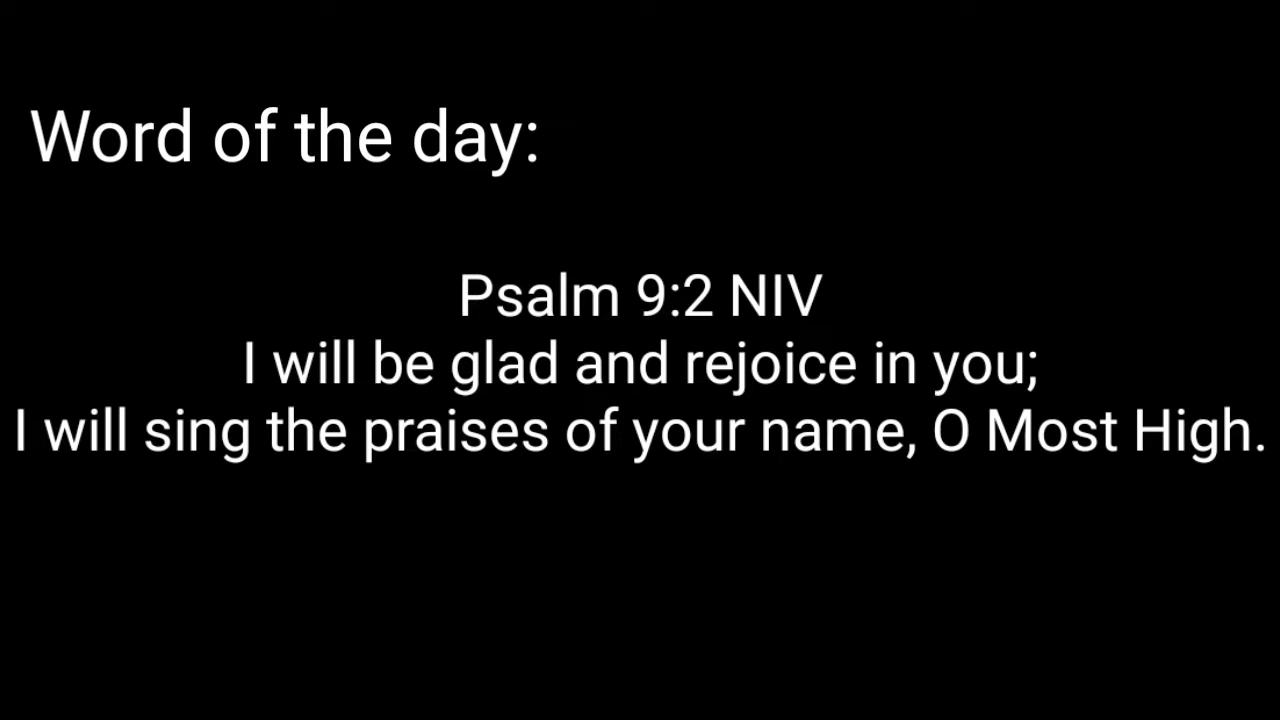 Word of the day:
Psalm 9:2 NIV
I will be glad and rejoice in you;
I will sing the praises of your name, O Most High.